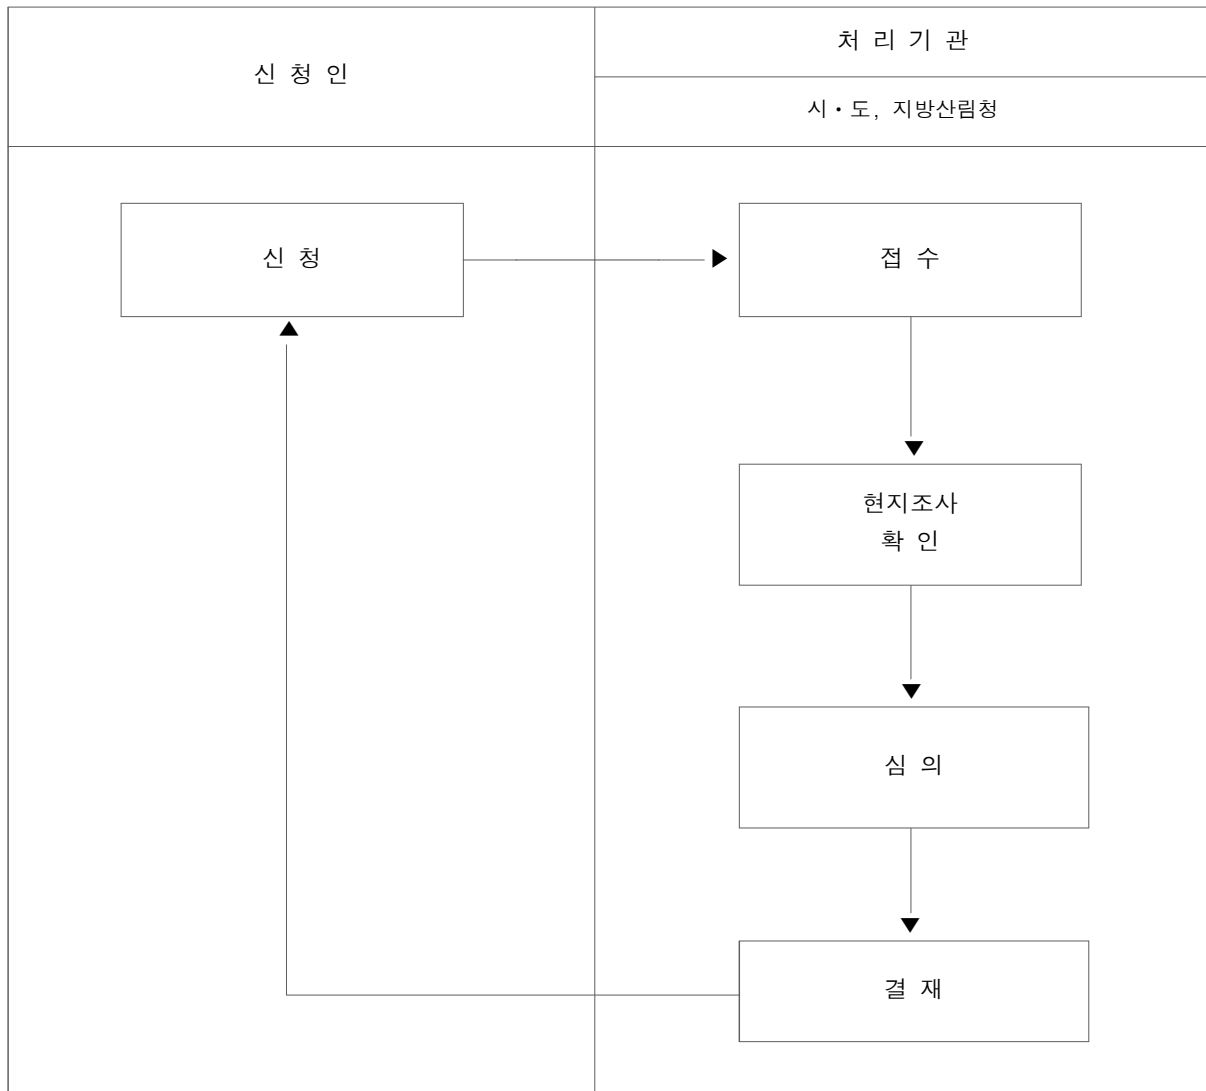 신 청 인
처 리 기 관
시·도, 지방산림청
신 청
접 수
현지조사
확 인
심 의
결 재